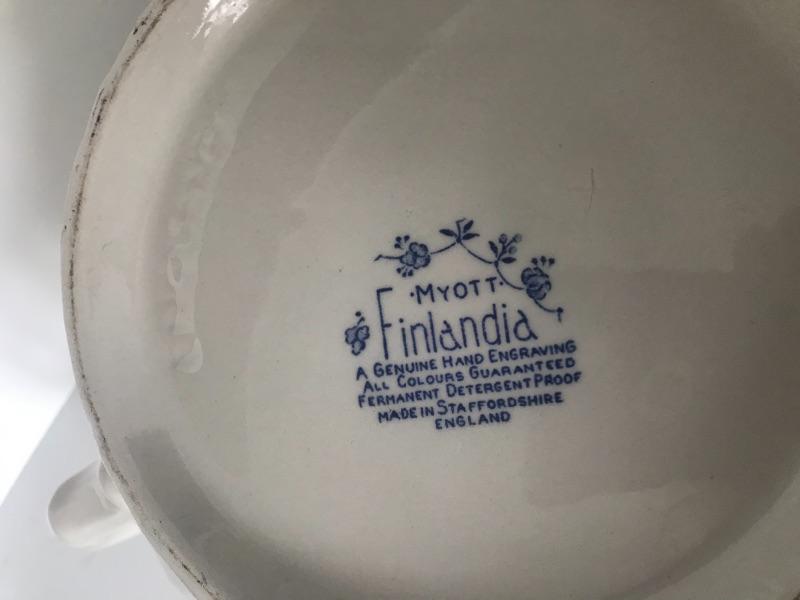 ·MYOTT·
Finlandia
A GENUINE HAND ENGRAVING
ALL COLOURS GUARANTEED
PERMANENT DETERGENT PROOF
MADE IN STAFFORDSHIRE
ENGLAND